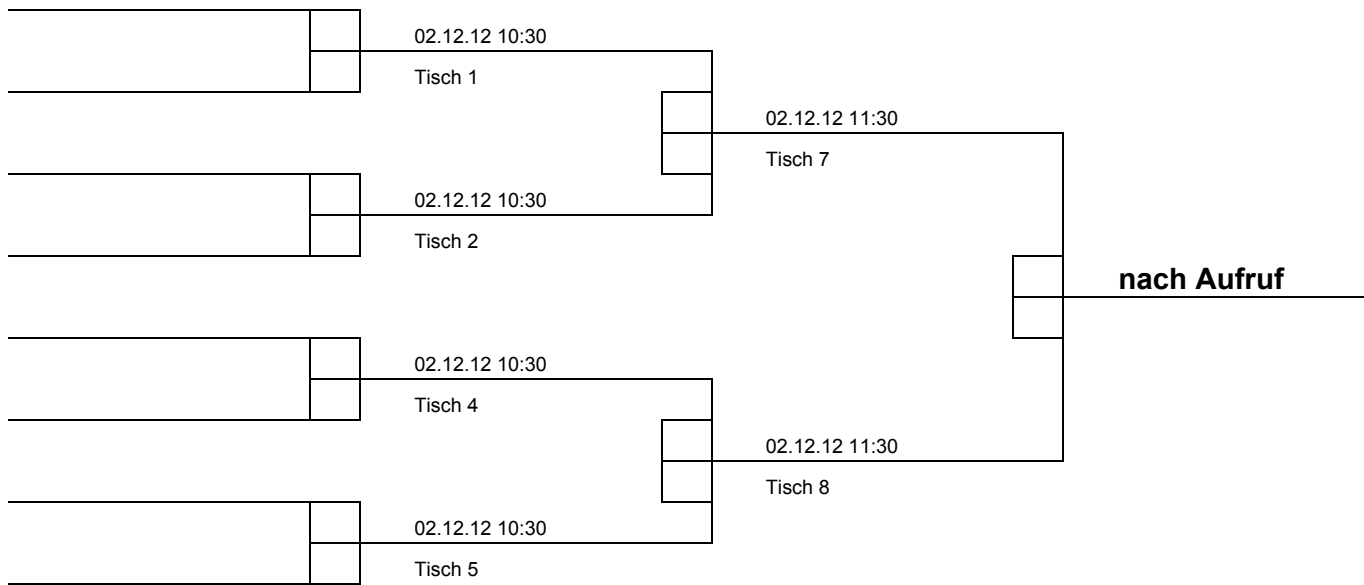 02.12.12 10:30
Tisch 1
02.12.12 11:30
Tisch 7
02.12.12 10:30
Tisch 2
nach Aufruf
02.12.12 10:30
Tisch 4
02.12.12 11:30
Tisch 8
02.12.12 10:30
Tisch 5